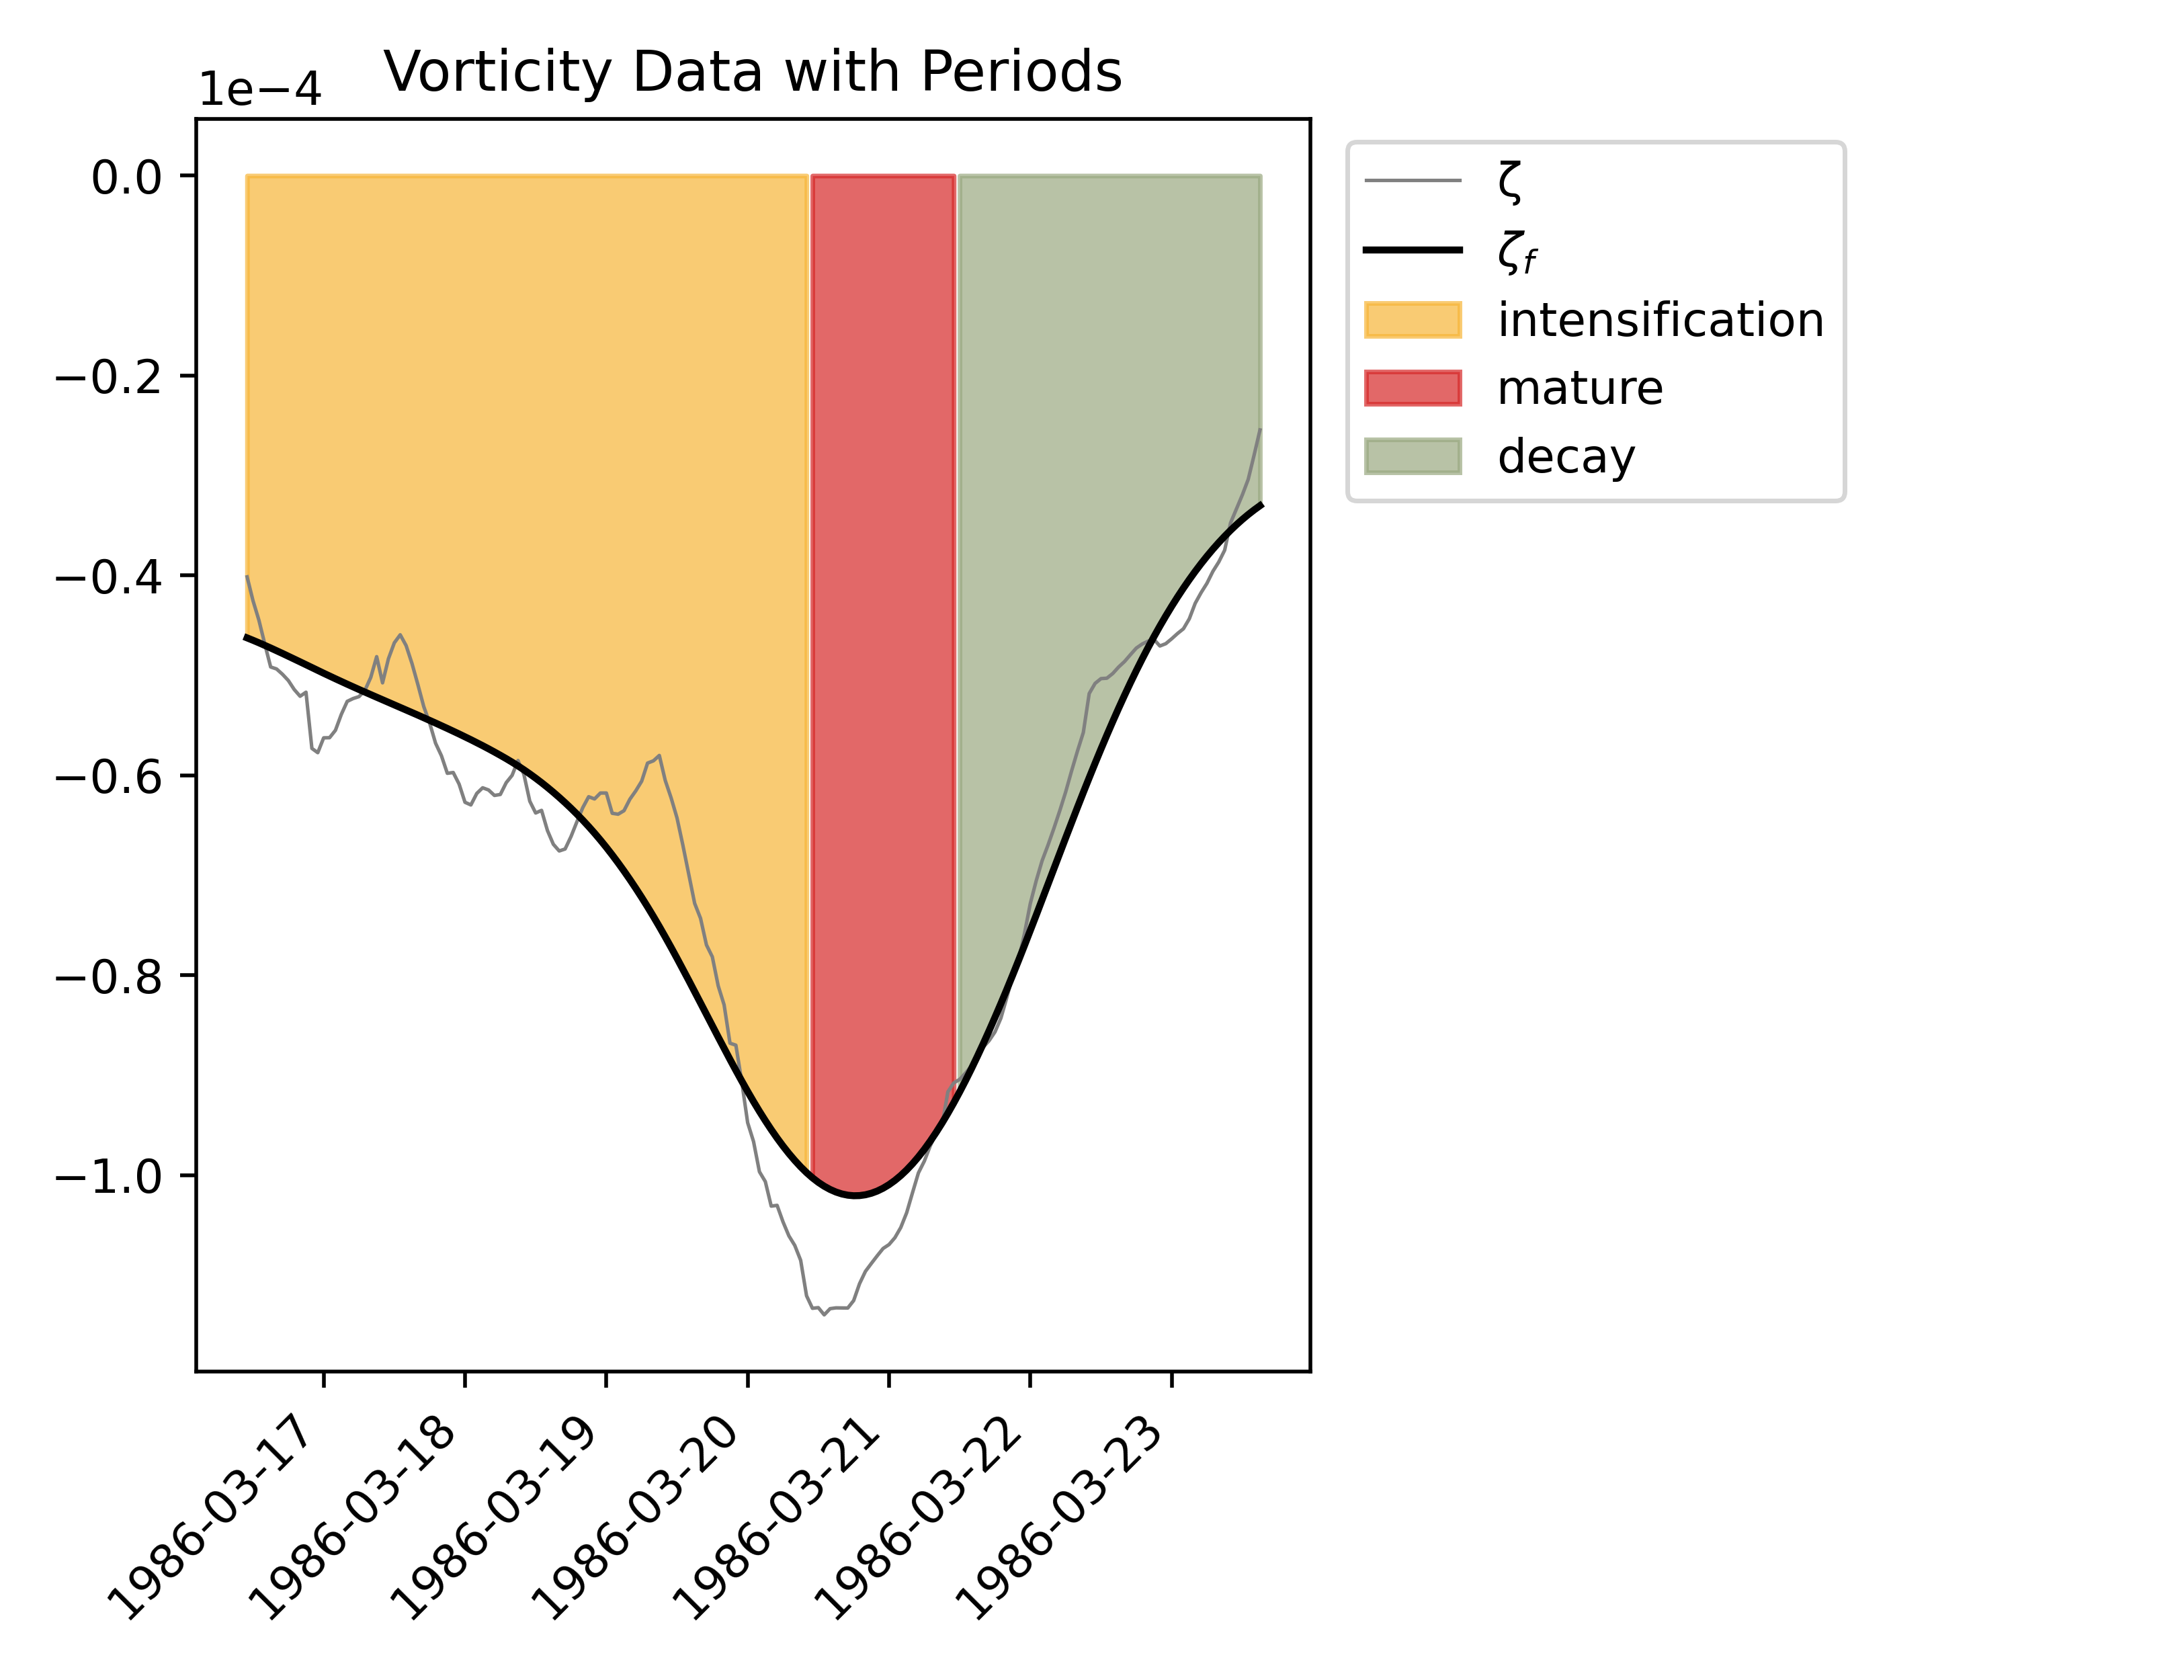 Vorticity Data with Periods
1e−4
0.0
−0.2
−0.4
−0.6
−0.8
−1.0
1986-03-17
1986-03-18
1986-03-19
1986-03-20
1986-03-21
1986-03-22
1986-03-23
ζ
ζf
intensification
mature
decay